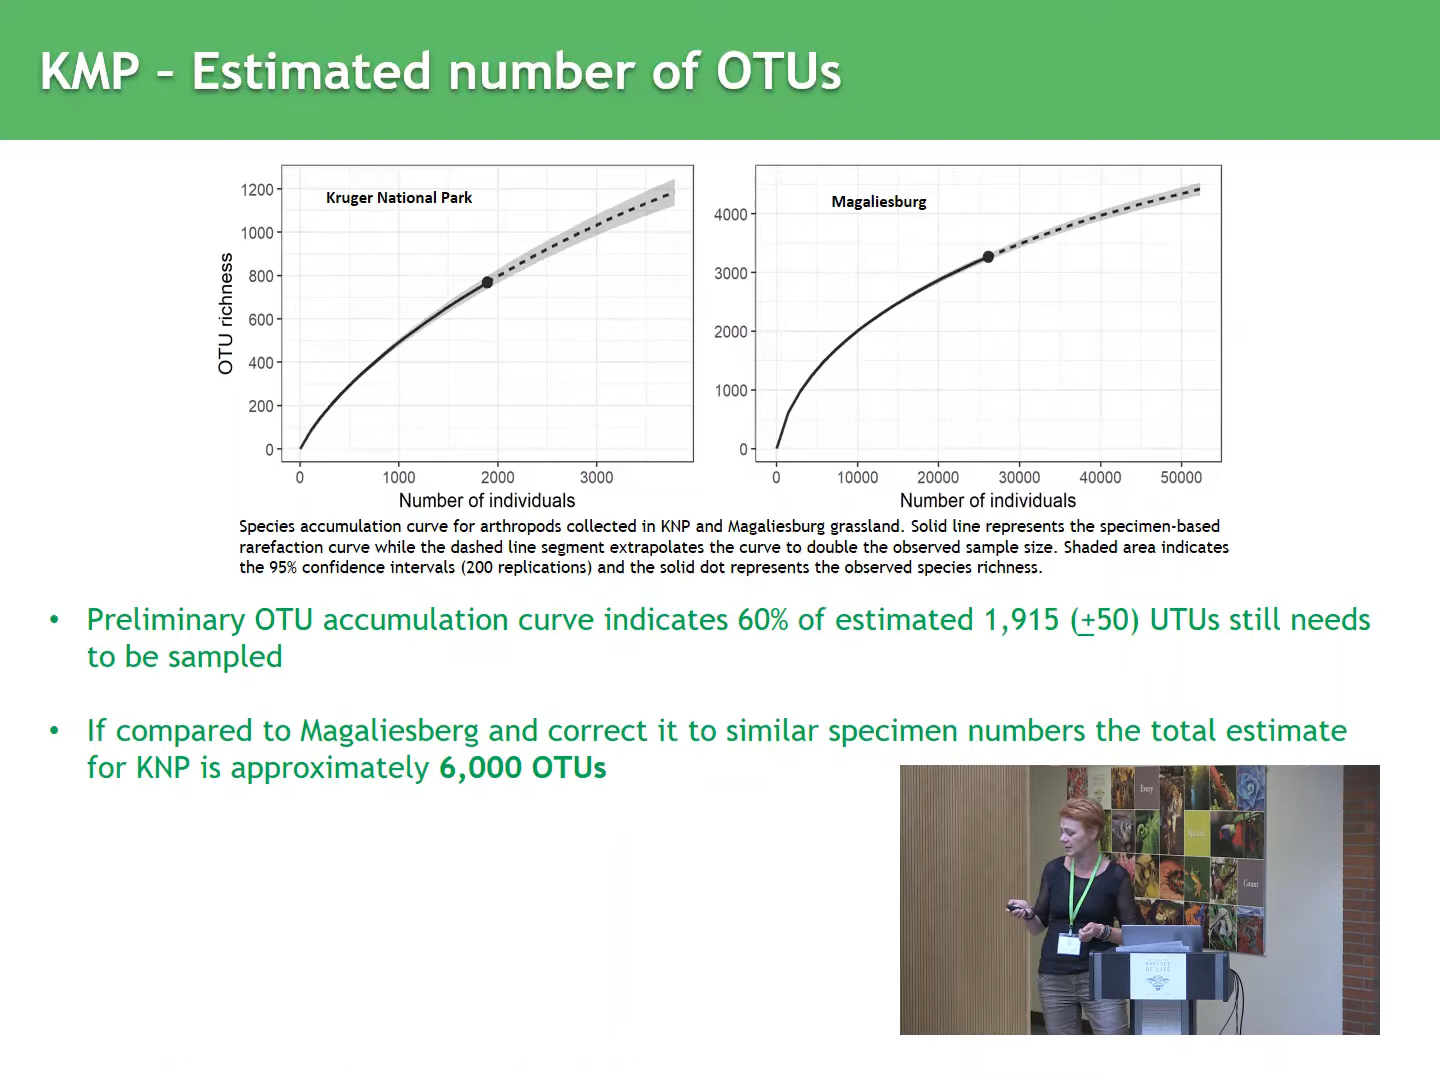 KMP – Estimated number of OTUs
Kruger National Park
OTU richness
1200
1000
800
600
400
200
0
0 1000 2000 3000
Number of individuals
Magaliesburg
4000
3000
2000
1000
0
0 10000 20000 30000 40000 50000
Number of individuals
Species accumulation curve for arthropods collected in KNP and Magaliesburg grassland. Solid line represents the specimen-based
rarefaction curve while the dashed line segment extrapolates the curve to double the observed sample size. Shaded area indicates
the 95% confidence intervals (200 replications) and the solid dot represents the observed species richness.
• Preliminary OTU accumulation curve indicates 60% of estimated 1,915 (±50) UTUs still needs
to be sampled
• If compared to Magaliesberg and correct it to similar specimen numbers the total estimate
for KNP is approximately 6,000 OTUs
Every
Species
Count
BARCODE
OF LIFE